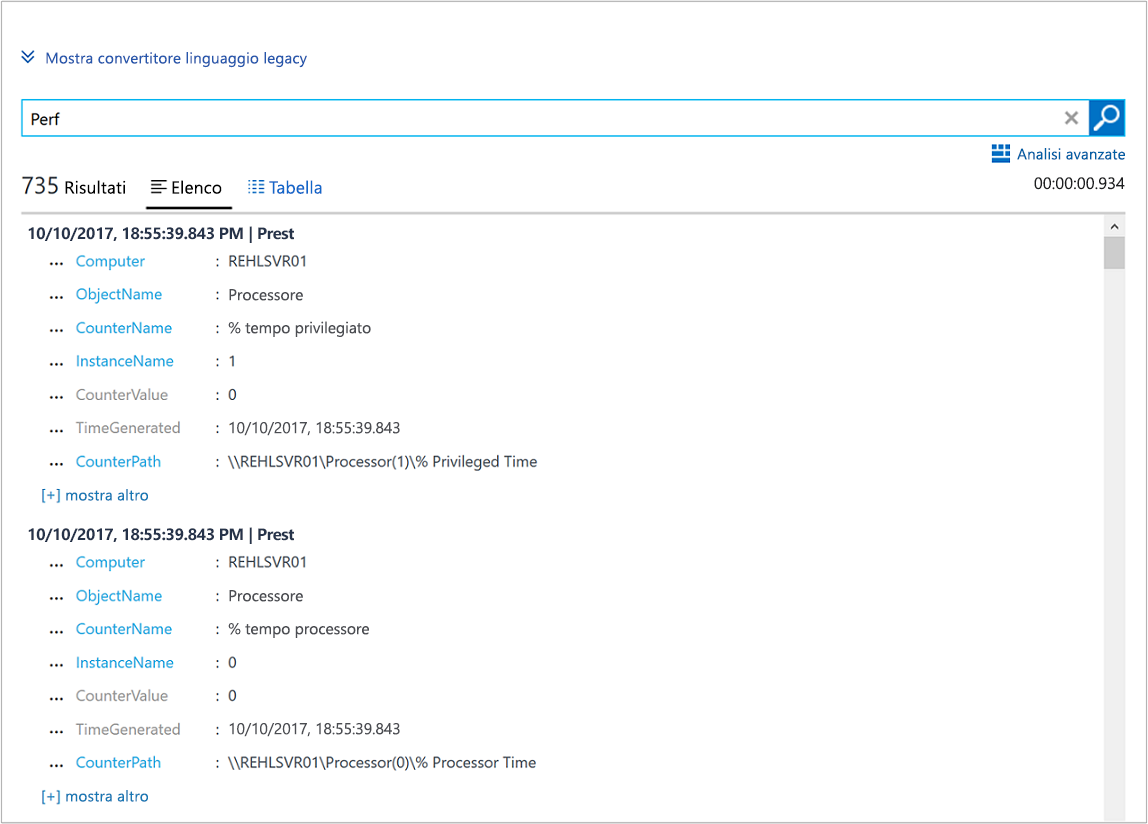 Mostra convertitore linguaggio legacy
Perf
Analisi avanzate
735 Risultati Elenco Tabella 00:00:00.934
10/10/2017, 18:55:39.843 PM | Prest
... Computer : REHLSVR01
... ObjectName : Processore
... CounterName : % tempo privilegiato
... InstanceName : 1
... CounterValue : 0
... TimeGenerated : 10/10/2017, 18:55:39.843
... CounterPath : \\REHLSVR01\Processor(1)\% Privileged Time
[+] mostra altro
10/10/2017, 18:55:39.843 PM | Prest
... Computer : REHLSVR01
... ObjectName : Processore
... CounterName : % tempo processore
... InstanceName : 0
... CounterValue : 0
... TimeGenerated : 10/10/2017, 18:55:39.843
... CounterPath : \\REHLSVR01\Processor(0)\% Processor Time
[+] mostra altro